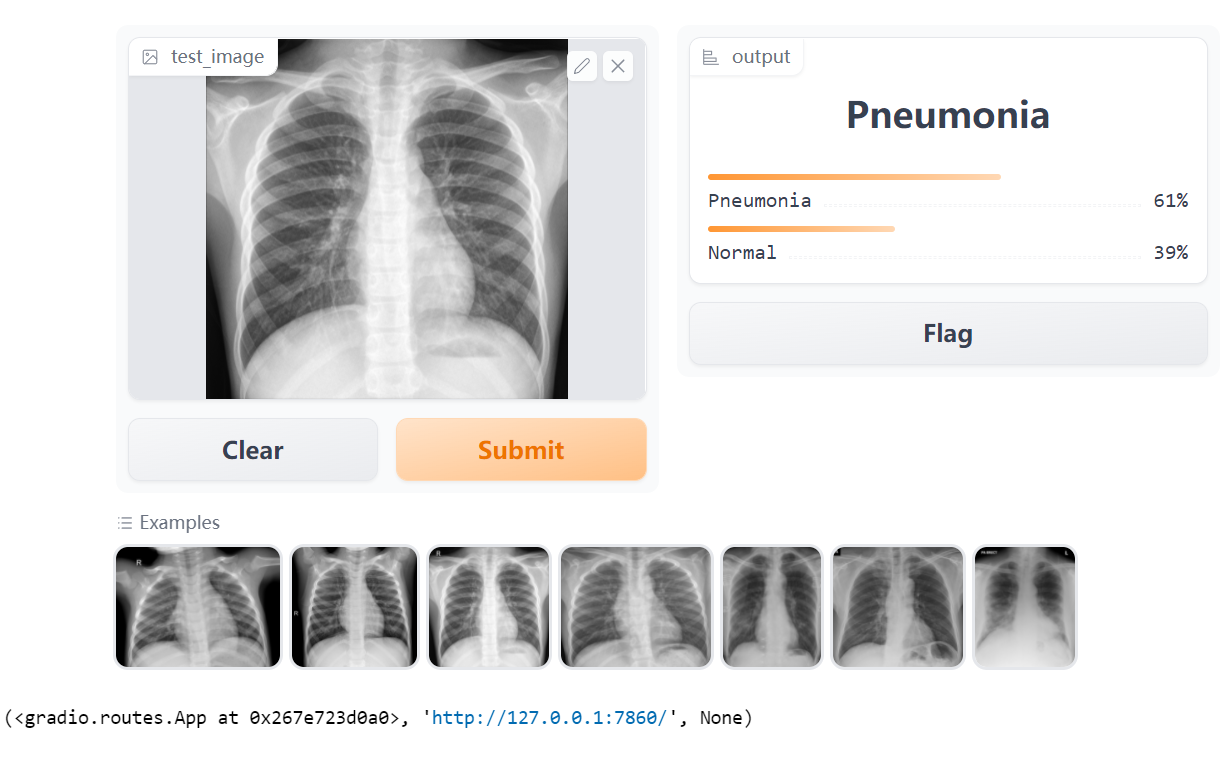 test_image
output
Pneumonia
Pneumonia 61%
Normal 39%
Flag
Clear
Submit
Examples
R
R
R
L
(<gradio.routes.App at 0x267e723d0a0>, 'http://127.0.0.1:7860/', None)